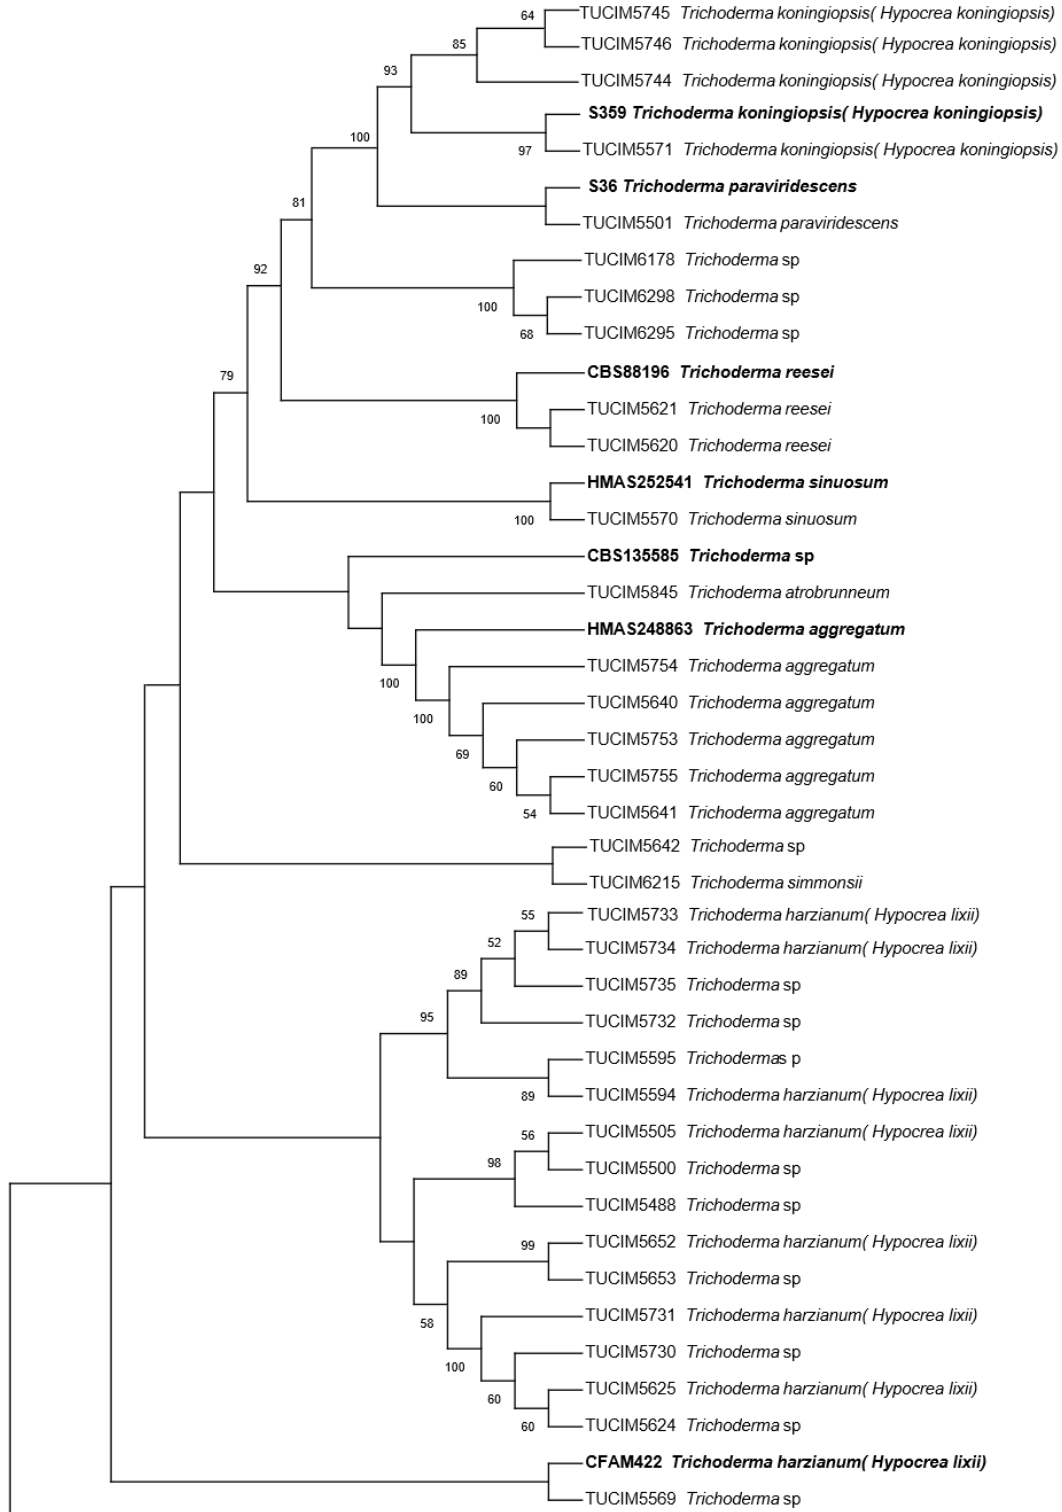 64 TUCIM5745 Trichoderma koningiopsis( Hypocrea koningiopsis)
85 TUCIM5746 Trichoderma koningiopsis( Hypocrea koningiopsis)
93 TUCIM5744 Trichoderma koningiopsis( Hypocrea koningiopsis)
S359 Trichoderma koningiopsis( Hypocrea koningiopsis)
100
97 TUCIM5571 Trichoderma koningiopsis( Hypocrea koningiopsis)
S36 Trichoderma paraviridescens
81
TUCIM5501 Trichoderma paraviridescens
TUCIM6178 Trichoderma sp
92
TUCIM6298 Trichoderma sp
100
68 TUCIM6295 Trichoderma sp
CBS88196 Trichoderma reesei
79
TUCIM5621 Trichoderma reesei
100
TUCIM5620 Trichoderma reesei
HMAS252541 Trichoderma sinuosum
100 TUCIM5570 Trichoderma sinuosum
CBS135585 Trichoderma sp
TUCIM5845 Trichoderma atrobrunneum
HMAS248863 Trichoderma aggregatum
TUCIM5754 Trichoderma aggregatum
100
TUCIM5640 Trichoderma aggregatum
100
TUCIM5753 Trichoderma aggregatum
69
TUCIM5755 Trichoderma aggregatum
60
54 TUCIM5641 Trichoderma aggregatum
TUCIM5642 Trichoderma sp
TUCIM6215 Trichoderma simmonsii
55 TUCIM5733 Trichoderma harzianum( Hypocrea lixii)
52 TUCIM5734 Trichoderma harzianum( Hypocrea lixii)
89 TUCIM5735 Trichoderma sp
95 TUCIM5732 Trichoderma sp
TUCIM5595 Trichodermas p
89 TUCIM5594 Trichoderma harzianum( Hypocrea lixii)
56 TUCIM5505 Trichoderma harzianum( Hypocrea lixii)
98 TUCIM5500 Trichoderma sp
TUCIM5488 Trichoderma sp
99 TUCIM5652 Trichoderma harzianum( Hypocrea lixii)
TUCIM5653 Trichoderma sp
TUCIM5731 Trichoderma harzianum( Hypocrea lixii)
58
TUCIM5730 Trichoderma sp
100
TUCIM5625 Trichoderma harzianum( Hypocrea lixii)
60
60 TUCIM5624 Trichoderma sp
CFAM422 Trichoderma harzianum( Hypocrea lixii)
TUCIM5569 Trichoderma sp